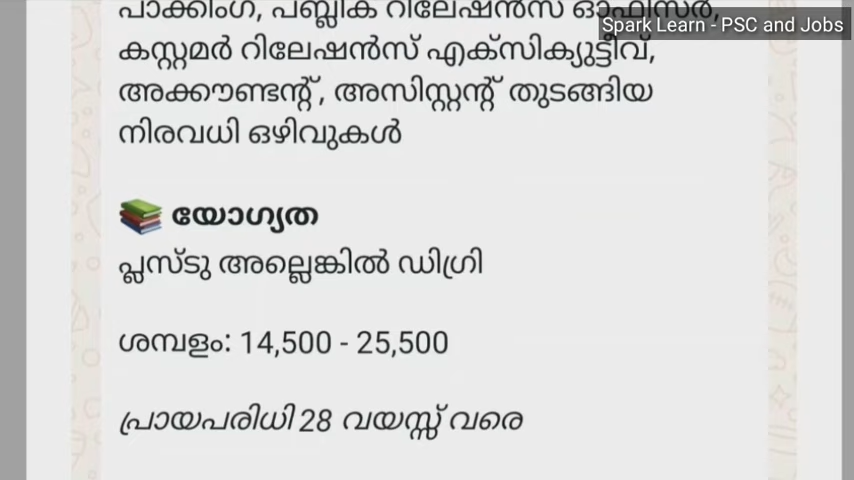 പാക്കിംഗ്, പബ്ലിക് റിലേഷൻസ് ഓഫിസർ,
Spark Learn - PSC and Jobs
കസ്റ്റമർ റിലേഷൻസ് എക്സിക്യുട്ടീവ്,
അക്കൗണ്ടന്റ്, അസിസ്റ്റന്റ് തുടങ്ങിയ
നിരവധി ഒഴിവുകൾ
യോഗ്യത
പ്ലസ്ടു അല്ലെങ്കിൽ ഡിഗ്രി
ശമ്പളം: 14,500 - 25,500
പ്രായപരിധി 28 വയസ്സ് വരെ